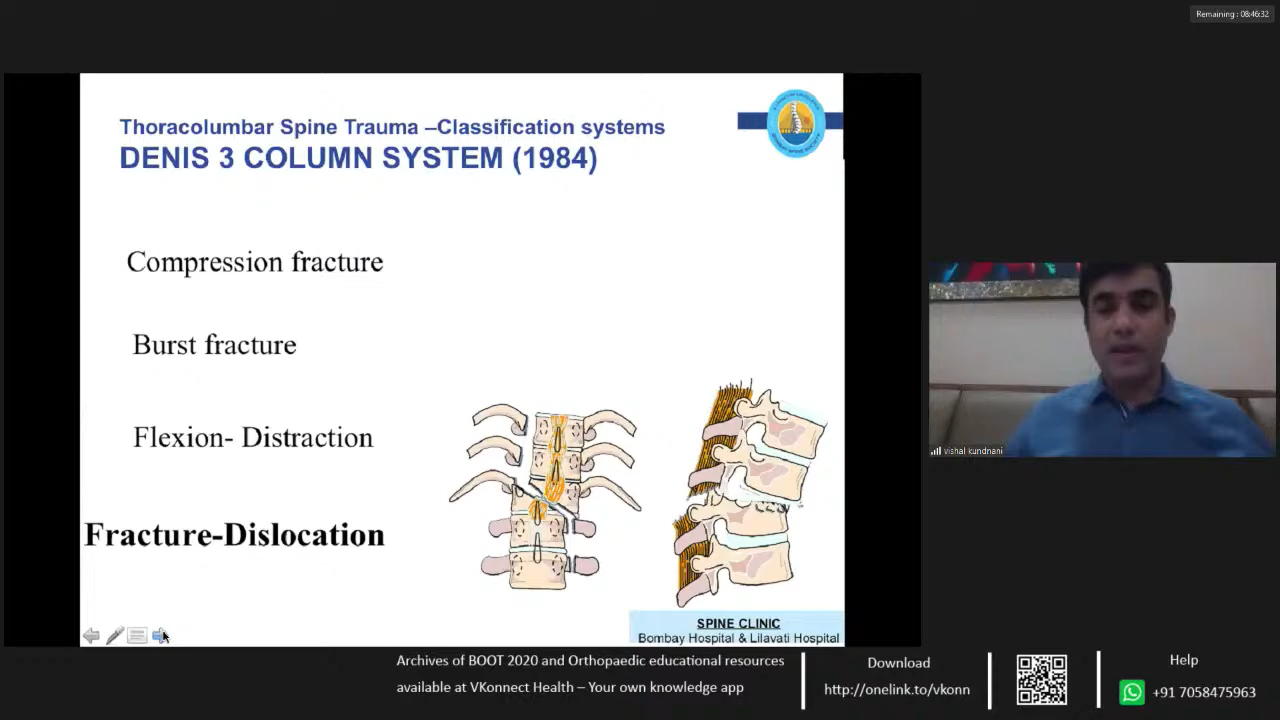 Remaining : 08:46:32
Thoracolumbar Spine Trauma –Classification systems
DENIS 3 COLUMN SYSTEM (1984)
Compression fracture
Burst fracture
Flexion- Distraction
Fracture-Dislocation
SPINE CLINIC
Bombay Hospital & Lilavati Hospital
vishal kundnani
Archives of BOOT 2020 and Orthopaedic educational resources
available at VKonnect Health – Your own knowledge app
Download
http://onelink.to/vkonn
Help
+91 7058475963